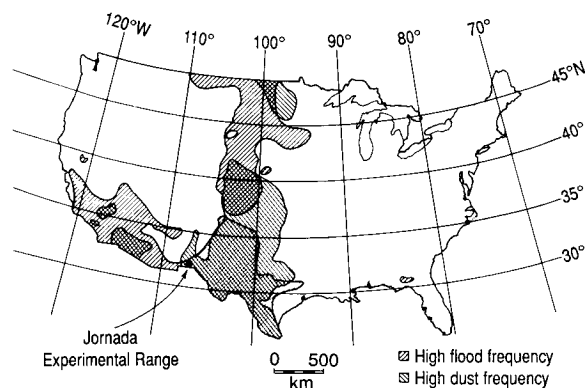 120°W
110°
100°
90°
80°
70°
45°N
40°
35°
30°
Jornada
Experimental Range
0 500
km
High flood frequency
High dust frequency